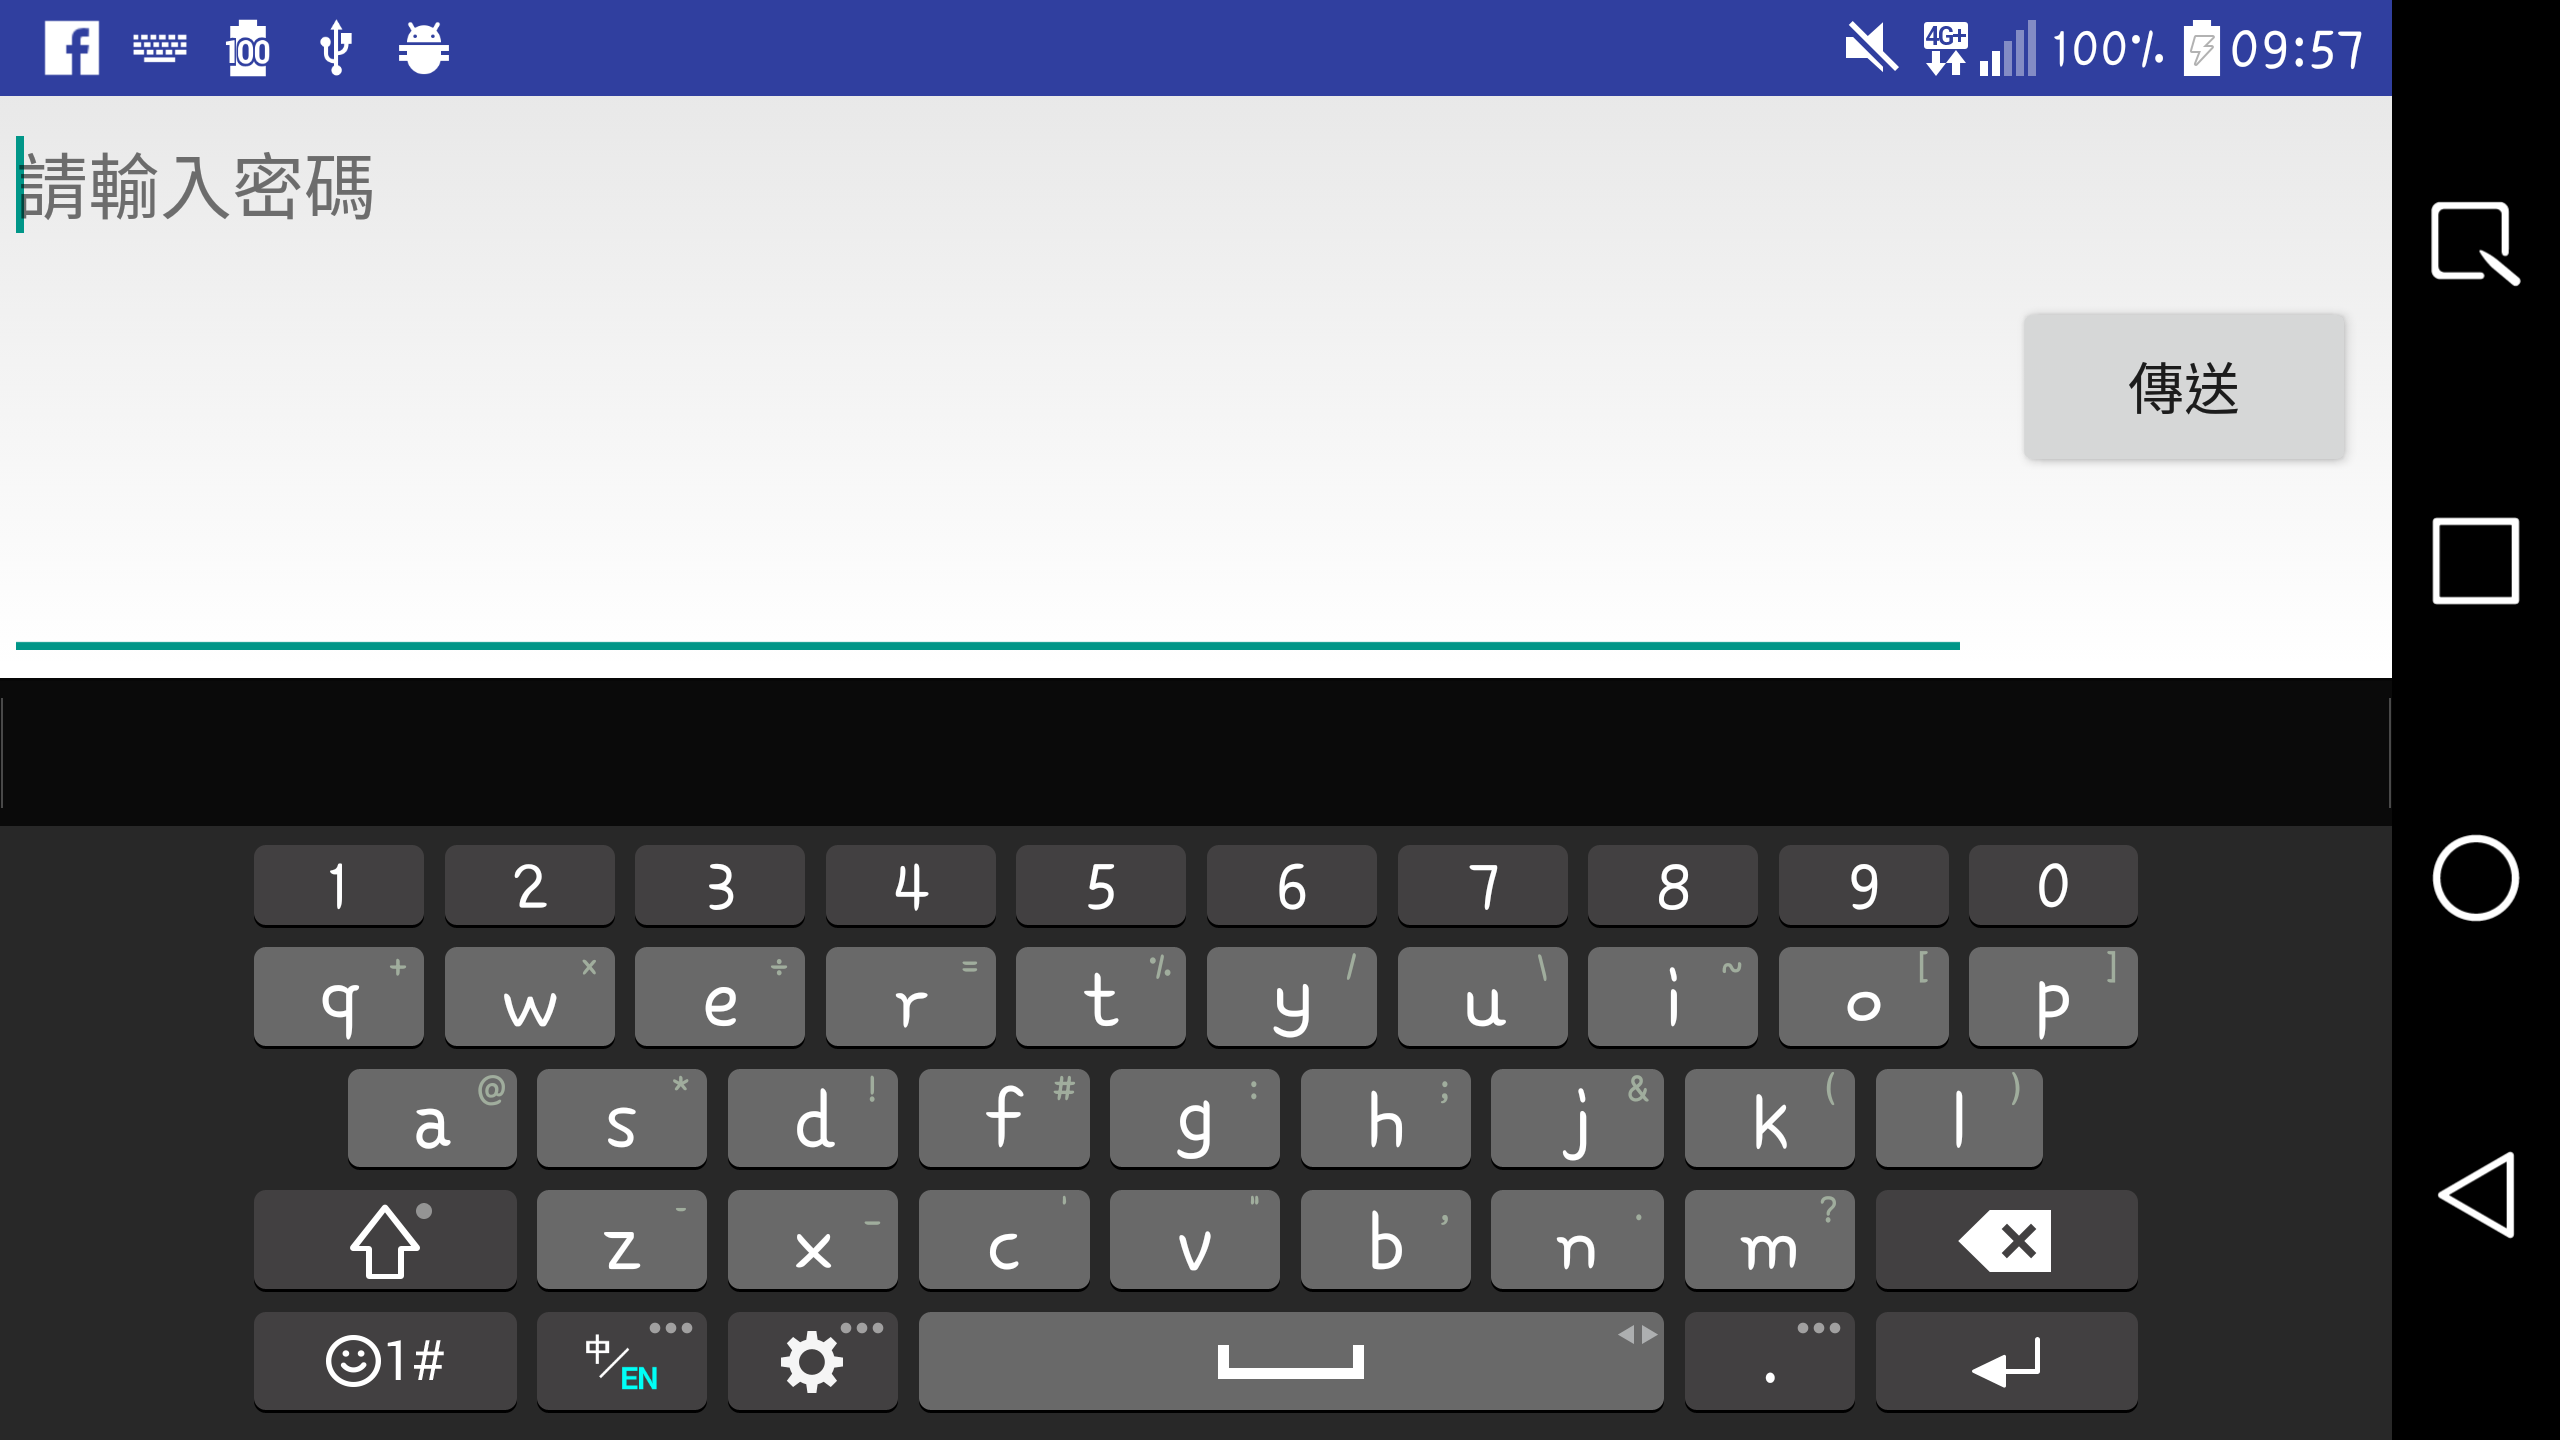 100 4G+ 100% 09:57
請輸入密碼
傳送
1 2 3 4 5 6 7 8 9 0
q + w × e ÷ r = t % y / u \ i ~ o [ p ]
a @ s * d ! f # g : h ; j & k ( l )
z - x _ c ' v " b , n . m ?
1# 中/EN .